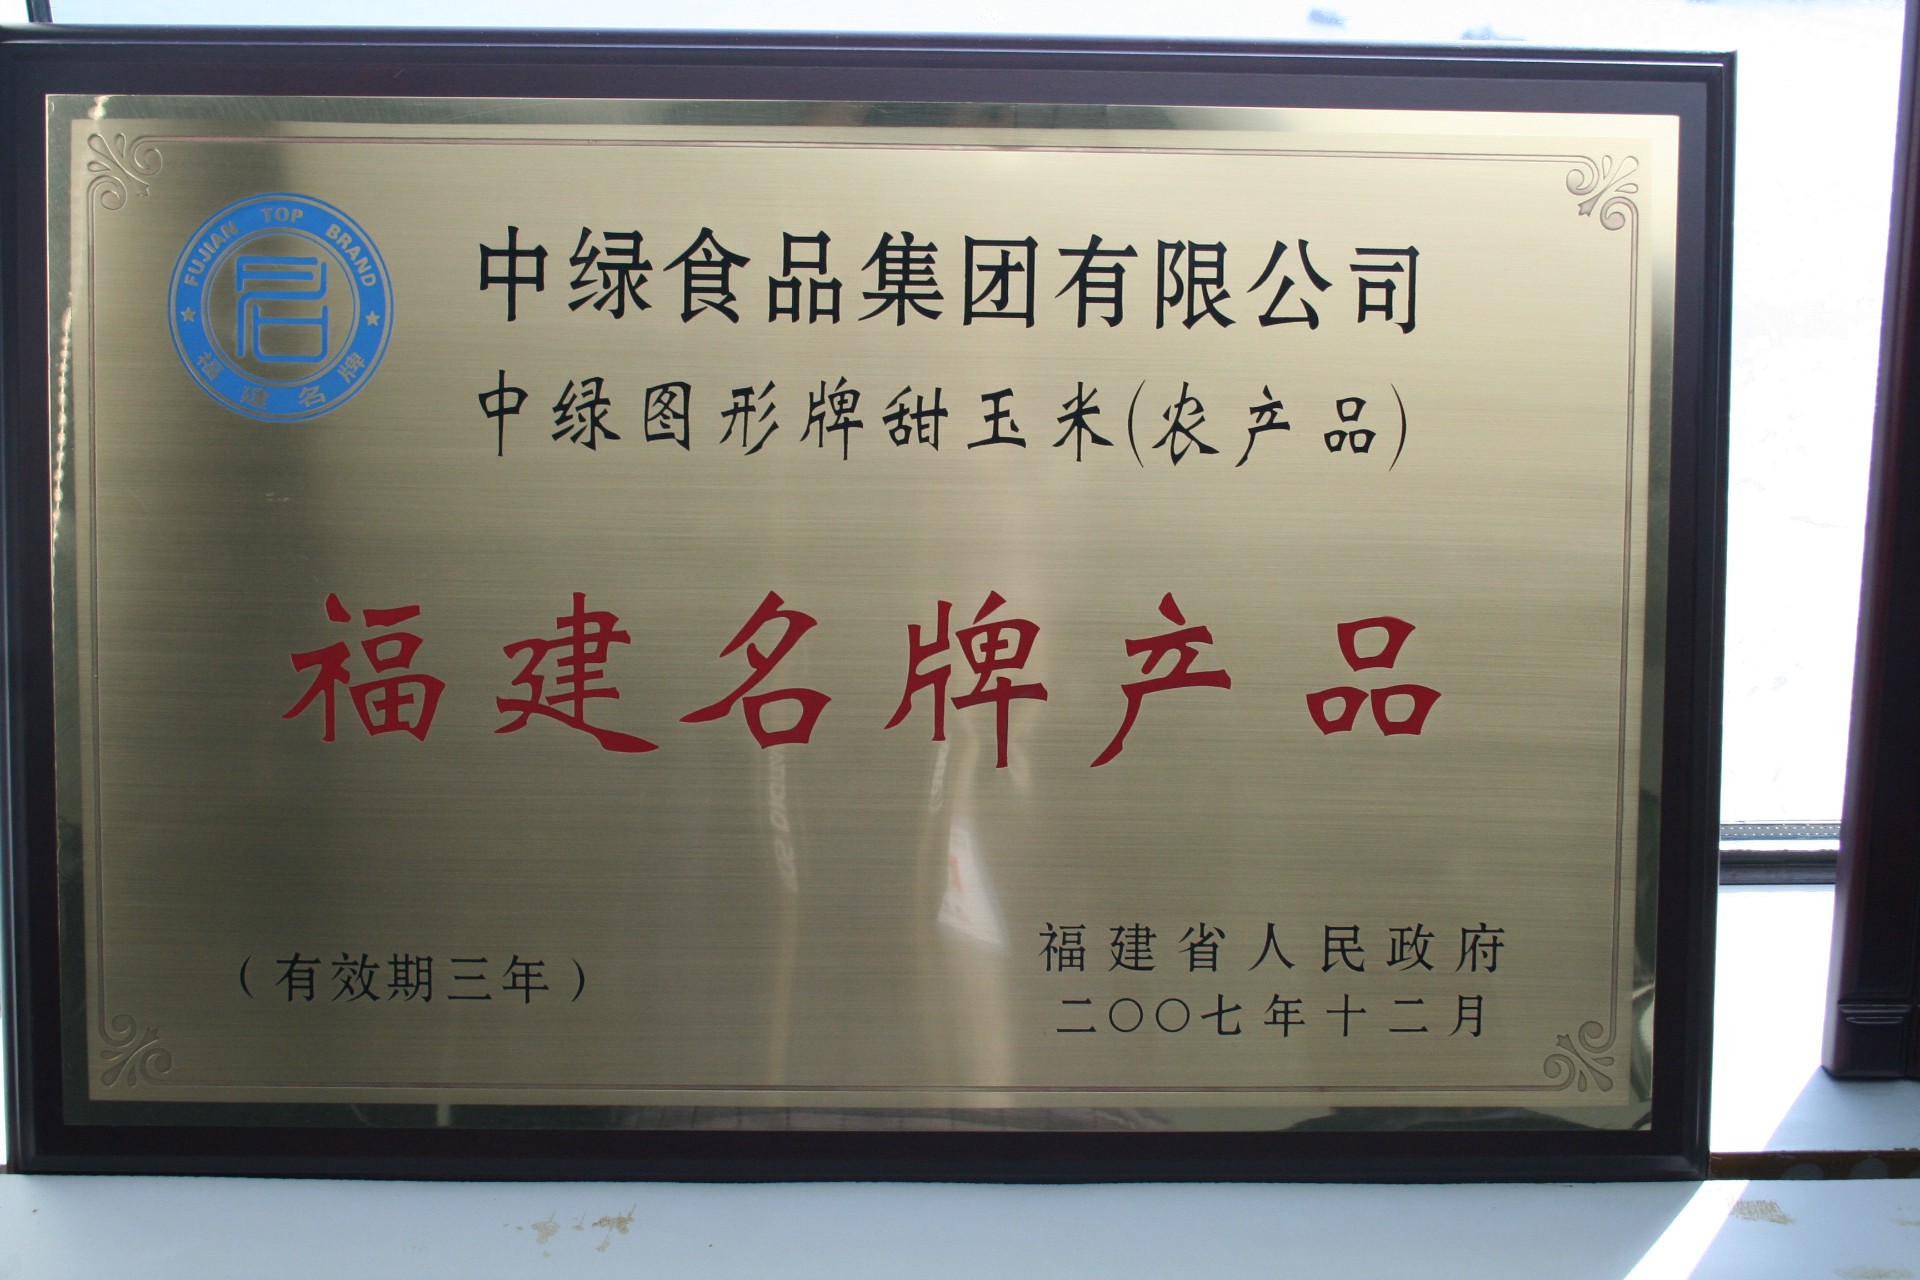 FUJIAN TOP BRAND
福建名牌
中绿食品集团有限公司
中绿图形牌甜玉米(农产品)
福建名牌产品
(有效期三年)
福建省人民政府
二〇〇七年十二月